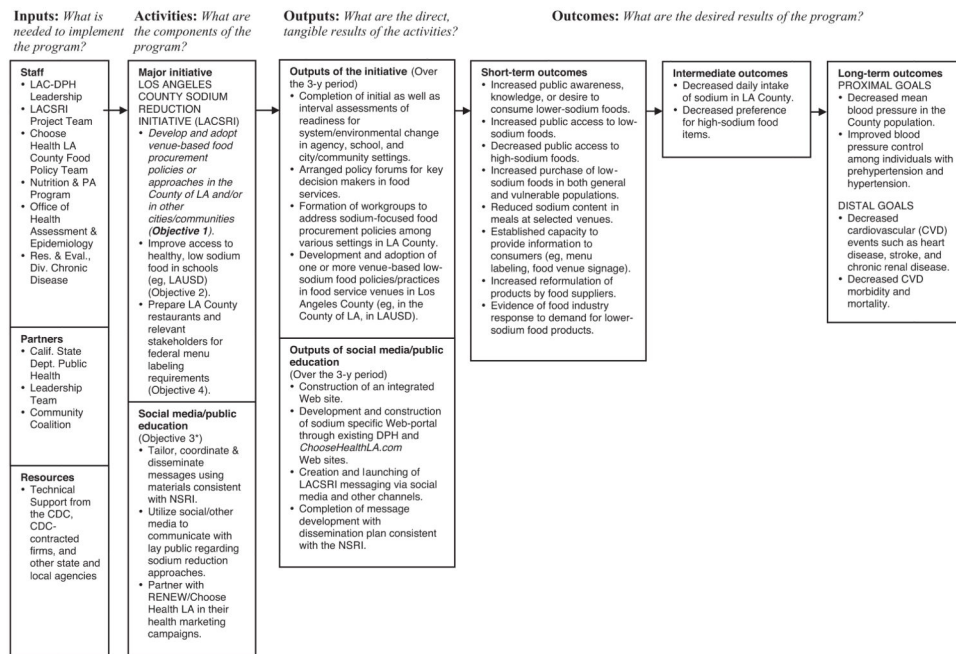 Inputs: What is
needed to implement
the program?
Staff
• LAC-DPH
Leadership
• LACSRI
Project Team
• Choose
Health LA
County Food
Policy Team
• Nutrition & PA
Program
• Office of
Health
Assessment &
Epidemiology
• Res. & Eval.,
Div. Chronic
Disease
Partners
• Calif. State
Dept. Public
Health
• Leadership
Team
• Community
Coalition
Resources
• Technical
Support from
the CDC,
CDC-
contracted
firms, and
other state and
local agencies
Activities: What are
the components of the
program?
Major initiative
LOS ANGELES
COUNTY SODIUM
REDUCTION
INITIATIVE (LACSRI)
• Develop and adopt
venue-based food
procurement
policies or
approaches in the
County of LA and/or
in other
cities/communities
(Objective 1).
• Improve access to
healthy, low sodium
food in schools
(eg, LAUSD)
(Objective 2).
• Prepare LA County
restaurants and
relevant
stakeholders for
federal menu
labeling
requirements
(Objective 4).
Social media/public
education
(Objective 3*)
• Tailor, coordinate &
disseminate
messages using
materials consistent
with NSRI.
• Utilize social/other
media to
communicate with
lay public regarding
sodium reduction
approaches.
• Partner with
RENEW/Choose
Health LA in their
health marketing
campaigns.
Outputs: What are the direct,
tangible results of the activities?
Outputs of the initiative (Over
the 3-y period)
• Completion of initial as well as
interval assessments of
readiness for
system/environmental change
in agency, school, and
city/community settings.
• Arranged policy forums for key
decision makers in food
services.
• Formation of workgroups to
address sodium-focused food
procurement policies among
various settings in LA County.
• Development and adoption of
one or more venue-based low-
sodium food policies/practices
in food service venues in Los
Angeles County (eg, in the
County of LA, in LAUSD).
Outputs of social media/public
education
(Over the 3-y period)
• Construction of an integrated
Web site.
• Development and construction
of sodium specific Web-portal
through existing DPH and
ChooseHealthLA.com
Web sites.
• Creation and launching of
LACSRI messaging via social
media and other channels.
• Completion of message
development with
dissemination plan consistent
with the NSRI.
Outcomes: What are the desired results of the program?
Short-term outcomes
• Increased public awareness,
knowledge, or desire to
consume lower-sodium foods.
• Increased public access to low-
sodium foods.
• Decreased public access to
high-sodium foods.
• Increased purchase of low-
sodium foods in both general
and vulnerable populations.
• Reduced sodium content in
meals at selected venues.
• Established capacity to
provide information to
consumers (eg, menu
labeling, food venue signage).
• Increased reformulation of
products by food suppliers.
• Evidence of food industry
response to demand for lower-
sodium food products.
Intermediate outcomes
• Decreased daily intake
of sodium in LA County.
• Decreased preference
for high-sodium food
items.
Long-term outcomes
PROXIMAL GOALS
• Decreased mean
blood pressure in the
County population.
• Improved blood
pressure control
among individuals with
prehypertension and
hypertension.
DISTAL GOALS
• Decreased
cardiovascular (CVD)
events such as heart
disease, stroke, and
chronic renal disease.
• Decreased CVD
morbidity and
mortality.